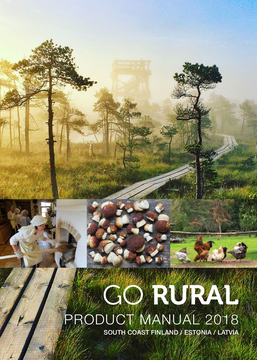 GO RURAL
PRODUCT MANUAL 2018
SOUTH COAST FINLAND / ESTONIA / LATVIA